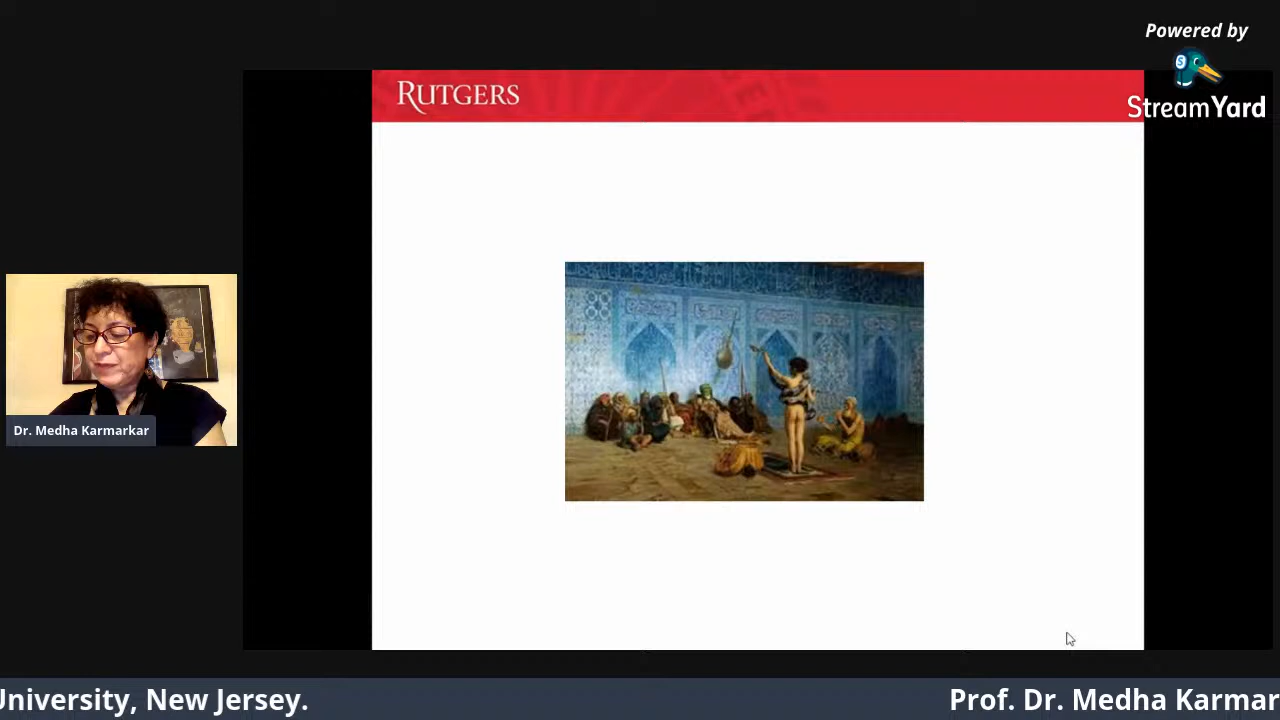 Powered by
StreamYard
RUTGERS
Dr. Medha Karmarkar
University, New Jersey.
Prof. Dr. Medha Karmar